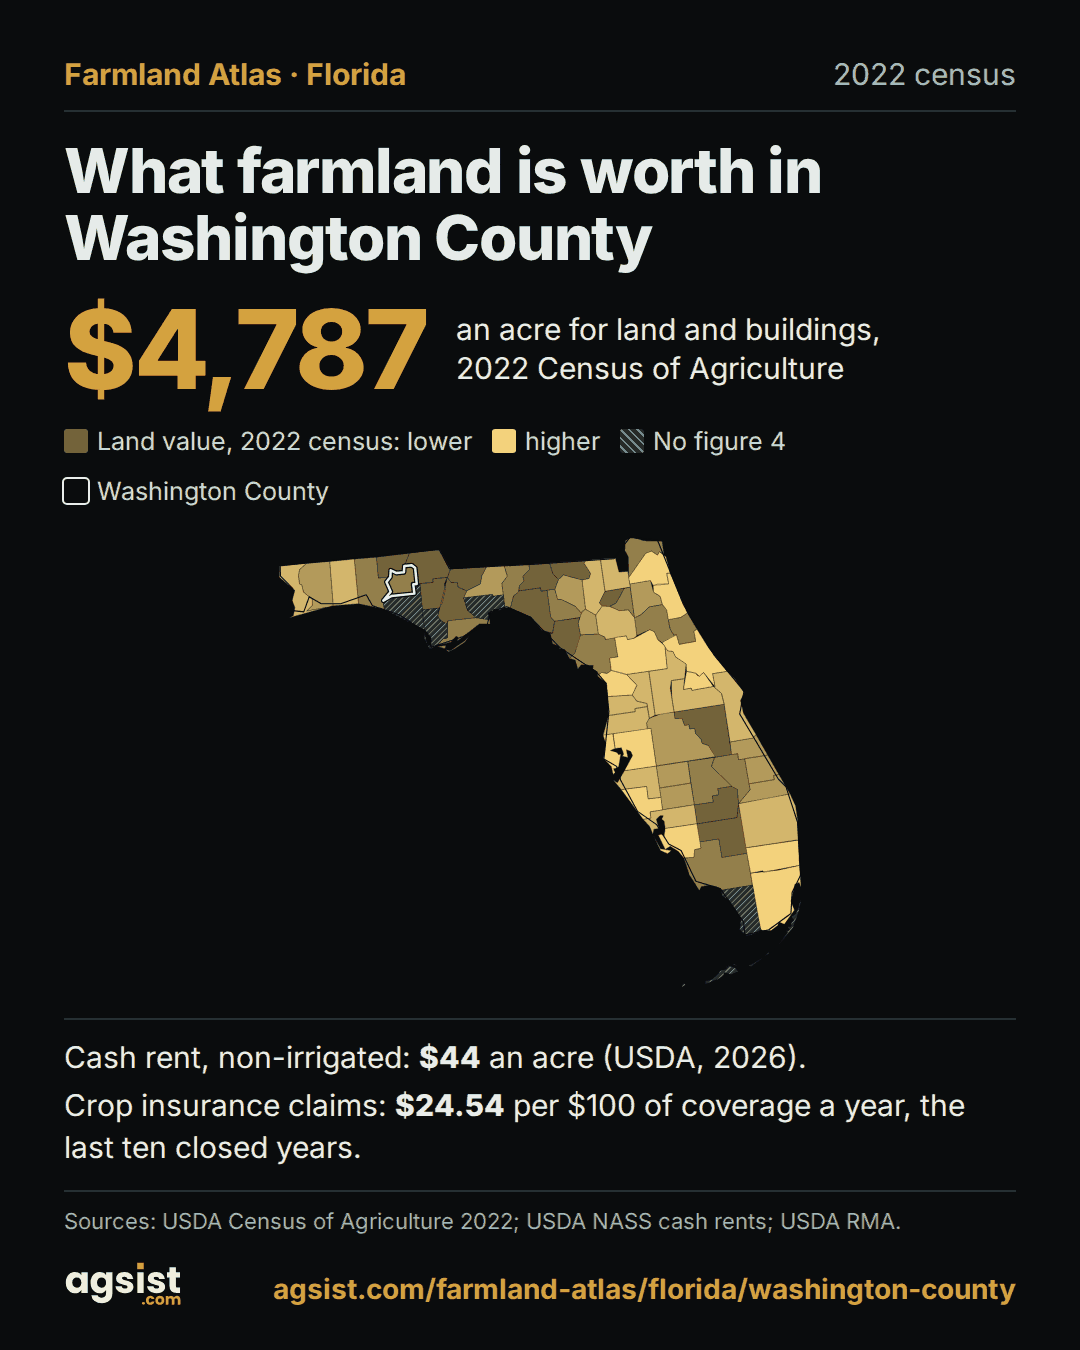 Farmland Atlas · Florida
2022 census
What farmland is worth in
Washington County
$4,787
an acre for land and buildings,
2022 Census of Agriculture
Land value, 2022 census: lower
higher
No figure 4
Washington County
Cash rent, non-irrigated: $44 an acre (USDA, 2026).
Crop insurance claims: $24.54 per $100 of coverage a year, the
last ten closed years.
Sources: USDA Census of Agriculture 2022; USDA NASS cash rents; USDA RMA.
agsist
.com
agsist.com/farmland-atlas/florida/washington-county